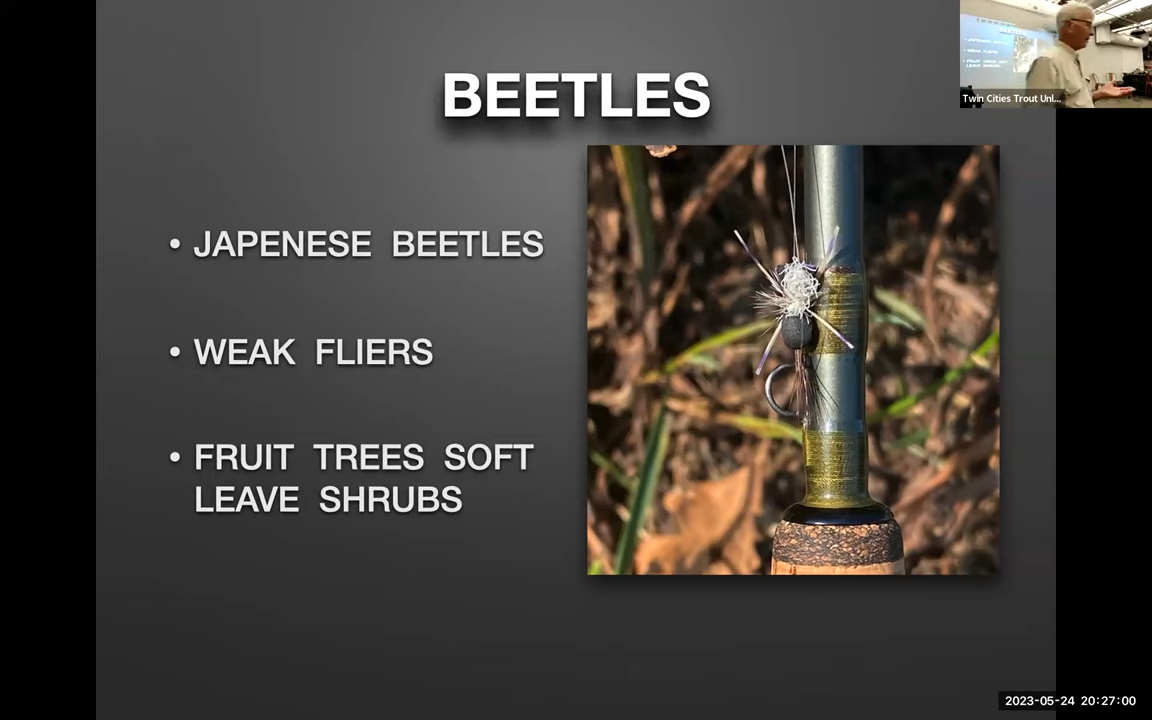 BEETLES
• JAPENESE BEETLES
• WEAK FLIERS
• FRUIT TREES SOFT
LEAVE SHRUBS
BEETLES
Twin Cities Trout Unl...
2023-05-24 20:27:00